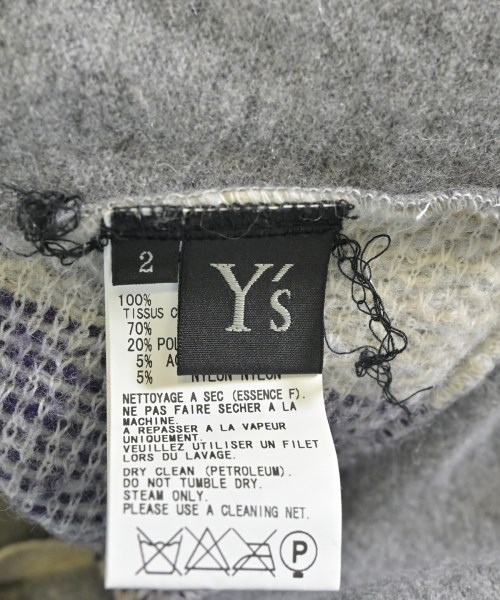 2
Y's
100%
TISSUS
70%
20%
5%
5% NYLON NYLON
NETTOYAGE A SEC (ESSENCE F).
NE PAS FAIRE SECHER A LA
MACHINE.
A REPASSER A LA VAPEUR
UNIQUEMENT.
VEUILLEZ UTILISER UN FILET
LORS DU LAVAGE.
DRY CLEAN (PETROLEUM).
DO NOT TUMBLE DRY.
STEAM ONLY.
PLEASE USE A CLEANING NET.
P